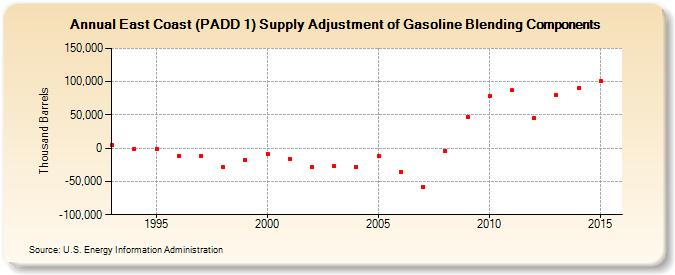 Annual East Coast (PADD 1) Supply Adjustment of Gasoline Blending Components
Thousand Barrels
150,000
100,000
50,000
0
-50,000
-100,000
1995 2000 2005 2010 2015
Source: U.S. Energy Information Administration